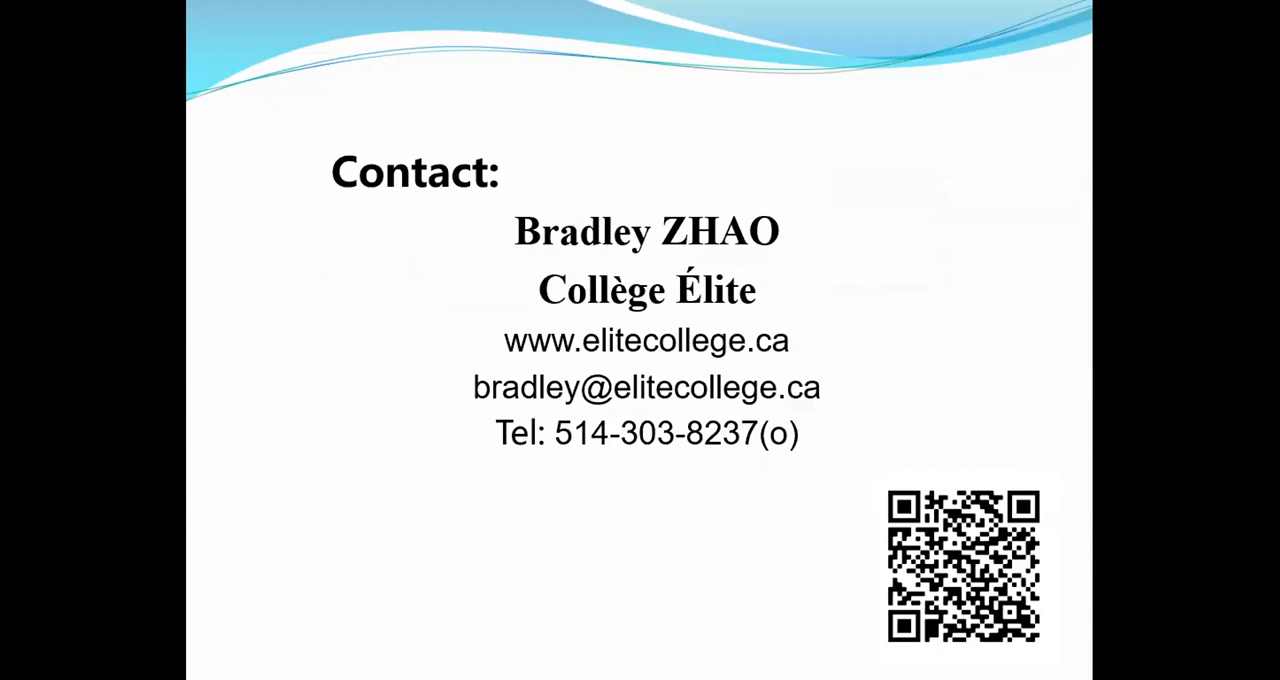 Contact:
Bradley ZHAO
Collège Élite
www.elitecollege.ca
bradley@elitecollege.ca
Tel: 514-303-8237(o)